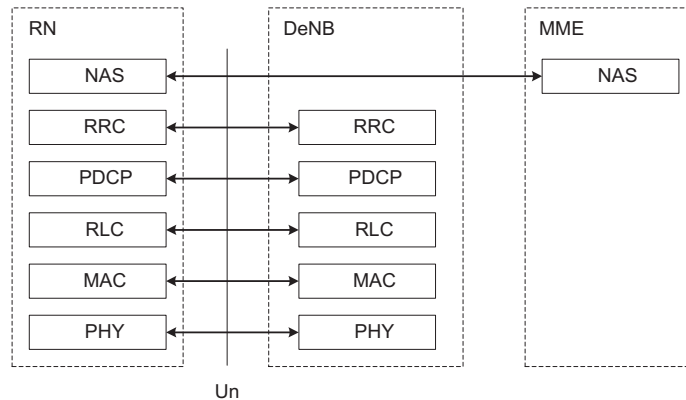 RN DeNB MME
NAS NAS
RRC RRC
PDCP PDCP
RLC RLC
MAC MAC
PHY PHY
Un